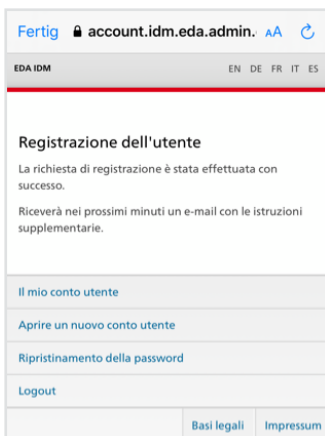 Fertig account.idm.eda.admin. AA
EDA IDM EN DE FR IT ES
Registrazione dell'utente
La richiesta di registrazione è stata effettuata con
successo.
Riceverà nei prossimi minuti un e-mail con le istruzioni
supplementarie.
Il mio conto utente
Aprire un nuovo conto utente
Ripristinamento della password
Logout
Basi legali Impressum